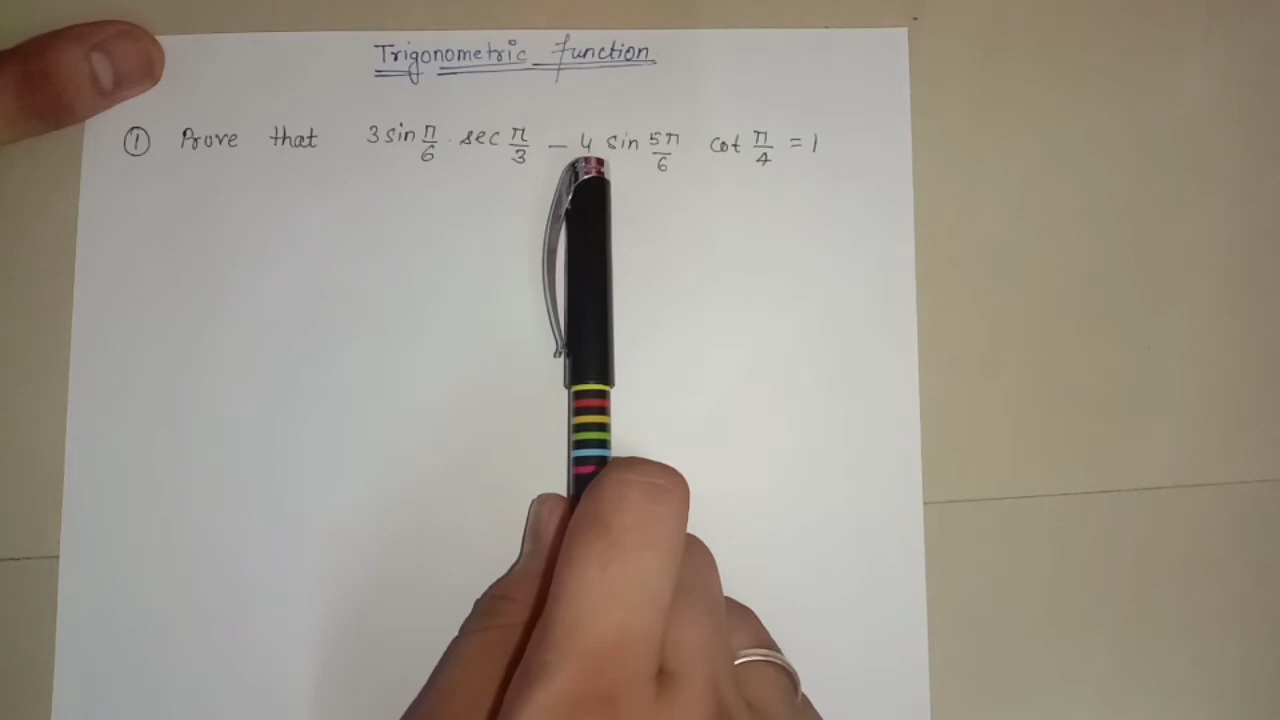 Trigonometric Function
① Prove that 3 sin π/6 · sec π/3 – 4 sin 5π/6 cot π/4 = 1